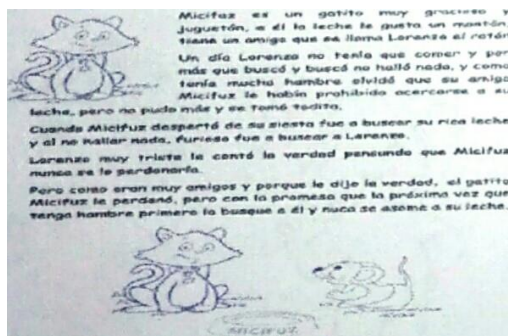 Micifuz es un gatito muy gracioso y
juguetón, a él la leche le gusta un montón,
tiene un amigo que se llama Lorenzo el ratón
Un día Lorenzo no tenía que comer y por
más que buscó y buscó no halló nada, y como
tenía mucha hambre olvidó que su amigo
Micifuz le había prohibido acercarse a su
leche, pero no pudo más y se tomó todita.
Cuando Micifuz despertó de su siesta fue a buscar su rica leche
y al no hallar nada, furioso fue a buscar a Lorenzo.
Lorenzo muy triste le contó la verdad pensando que Micifuz
nunca se lo perdonaría.
Pero como eran muy amigos y porque le dijo la verdad, el gatito
Micifuz le perdonó, pero con la promesa que la próxima vez que
tenga hambre primero lo busque a él y nuca se asome a su leche.
MICIFUZ